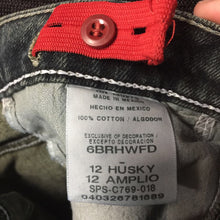 MADE IN MEXICO
HECHO EN MEXICO
100% COTTON / ALGODON
EXCLUSIVE OF DECORATION /
EXCEPTO DECORACION
6BRHWFD
12 HUSKY
12 AMPLIO
SPS-C769-018
040326781689